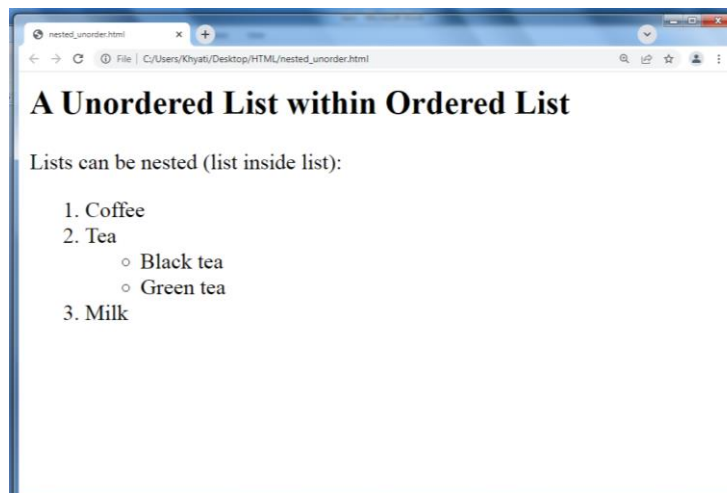 nested_unorder.html
File | C:/Users/Khyati/Desktop/HTML/nested_unorder.html
A Unordered List within Ordered List
Lists can be nested (list inside list):
1. Coffee
2. Tea
○ Black tea
○ Green tea
3. Milk